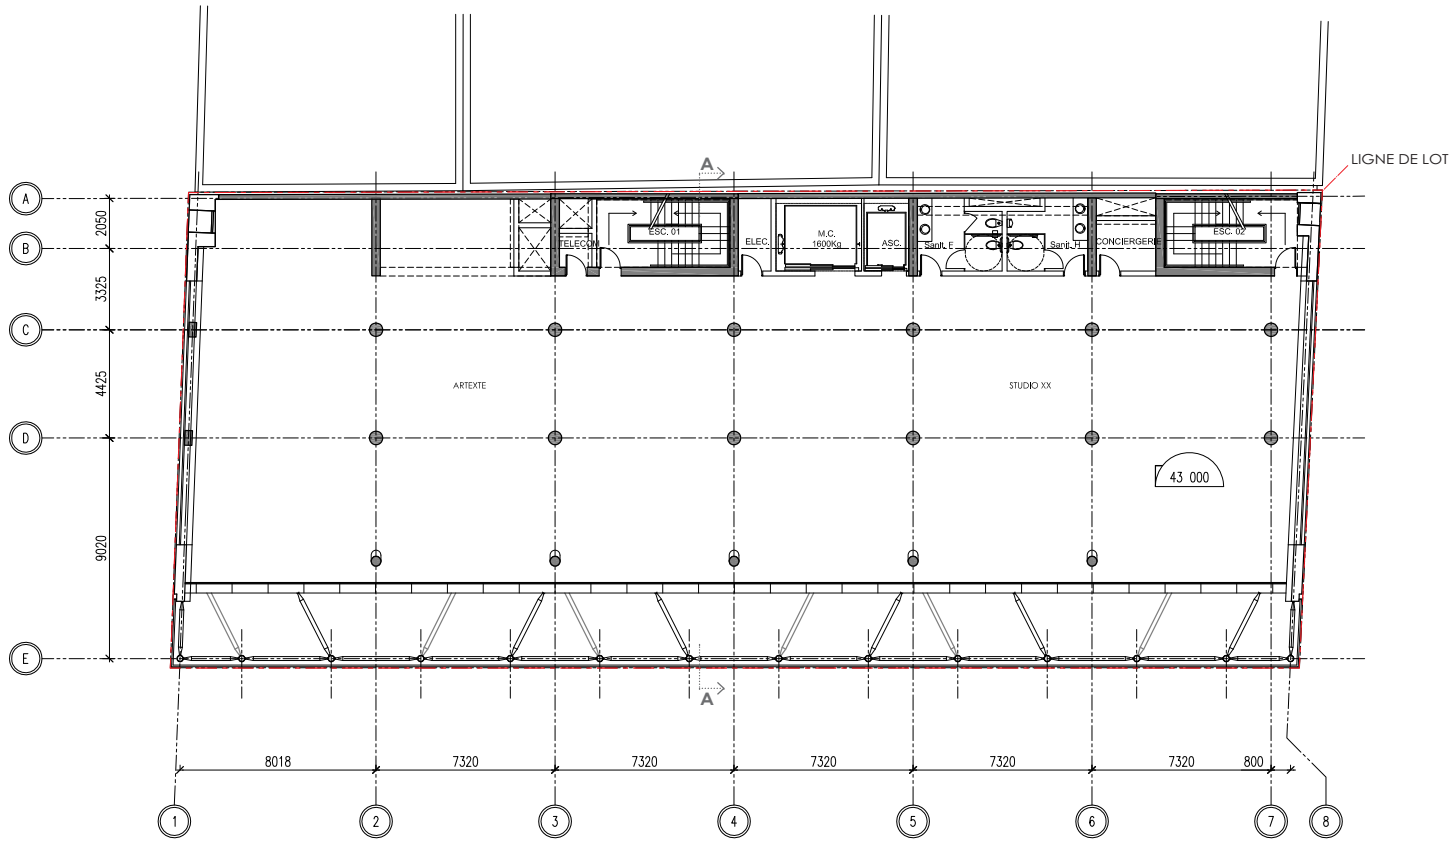 A
LIGNE DE LOT
A
2050
ESC. 01
ESC. 02
B
TELECOM
ELEC.
M.C.
1600Kg
ASC.
Sanit. F
Sanit. H
CONCIERGERIE
3325
C
4425
ARTEXTE
STUDIO XX
D
43 000
9020
E
A
8018
7320
7320
7320
7320
7320
800
1
2
3
4
5
6
7
8